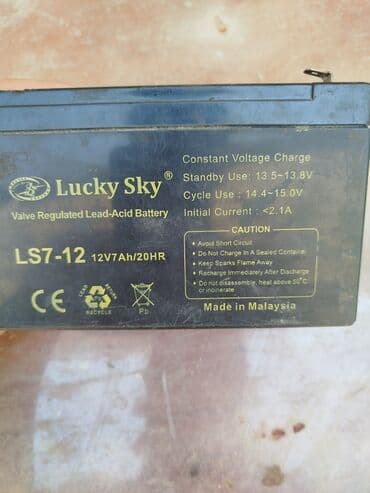 Lucky Sky®
Valve Regulated Lead-Acid Battery
LS7-12 12V7Ah/20HR
LEAD RETURN
RECYCLE
Pb
Constant Voltage Charge
Standby Use: 13.5~13.8V
Cycle Use : 14.4~15.0V
Initial Current : <2.1A
CAUTION
● Avoid Short Circuit
● Do Not Charge In A Sealed Container
● Keep Sparks Flame Away
● Recharge Immediately After Discharge
● Do not disassemble, heat above 50°C
or incinerate
CE
Made in Malaysia